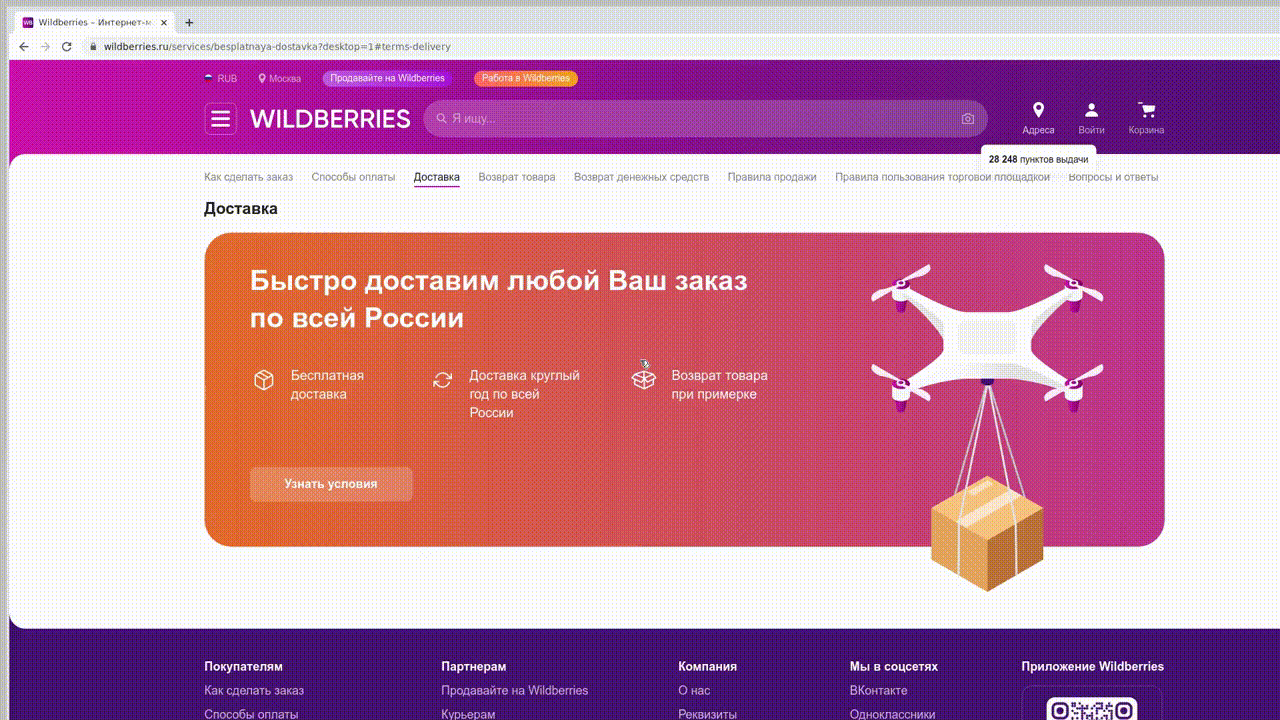 Wildberries – Интернет-м
wildberries.ru/services/besplatnaya-dostavka?desktop=1#terms-delivery
RUB
Москва
Продавайте на Wildberries
Работа в Wildberries
WILDBERRIES
Я ищу...
Адреса
Войти
Корзина
28 248 пунктов выдачи
Как сделать заказ
Способы оплаты
Доставка
Возврат товара
Возврат денежных средств
Правила продажи
Правила пользования торговой площадкой
Вопросы и ответы
Доставка
Быстро доставим любой Ваш заказ
по всей России
Бесплатная
доставка
Доставка круглый
год по всей
России
Возврат товара
при примерке
Узнать условия
Покупателям
Как сделать заказ
Способы оплаты
Партнерам
Продавайте на Wildberries
Курьерам
Компания
О нас
Реквизиты
Мы в соцсетях
ВКонтакте
Одноклассники
Приложение Wildberries